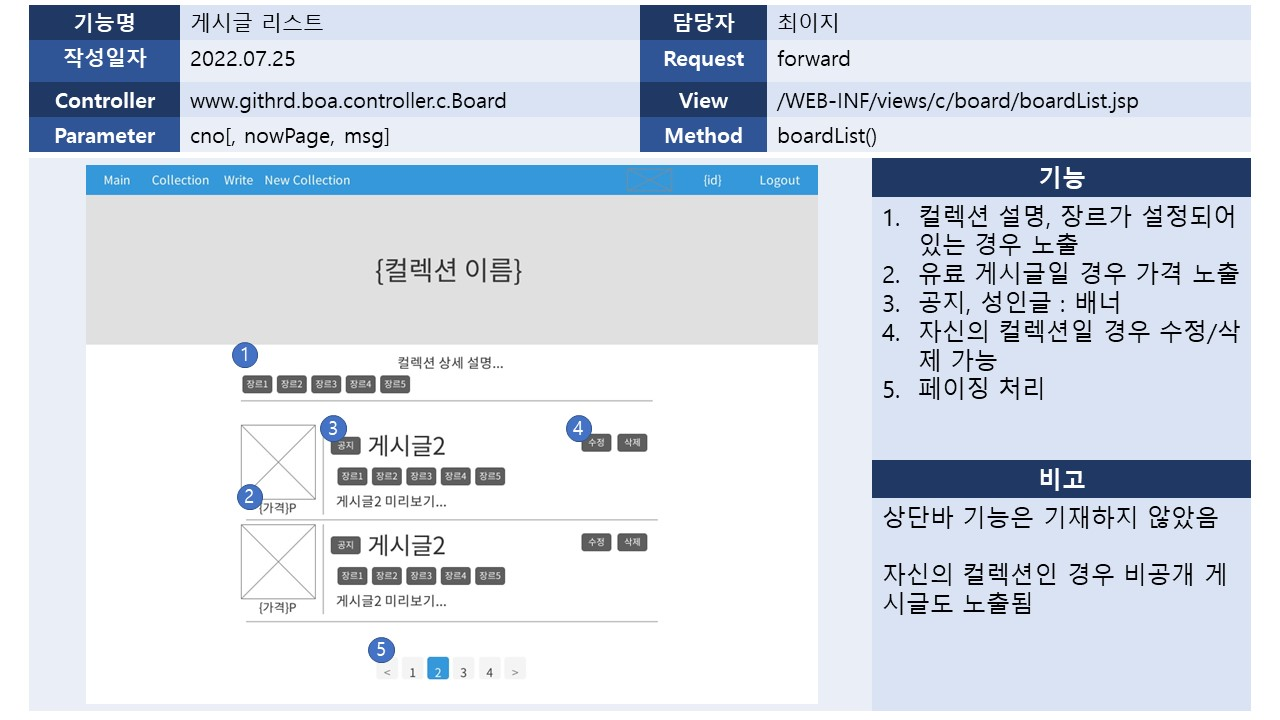 기능명 게시글 리스트 담당자 최이지
작성일자 2022.07.25 Request forward
Controller www.githrd.boa.controller.c.Board View /WEB-INF/views/c/board/boardList.jsp
Parameter cno[, nowPage, msg] Method boardList()
Main Collection Write New Collection {id} Logout
{컬렉션 이름}
1
컬렉션 상세 설명...
장르1 장르2 장르3 장르4 장르5
3
공지 게시글2
4
수정 삭제
장르1 장르2 장르3 장르4 장르5
게시글2 미리보기...
2
{가격}P
공지 게시글2
수정 삭제
장르1 장르2 장르3 장르4 장르5
게시글2 미리보기...
{가격}P
5
< 1 2 3 4 >
기능
1. 컬렉션 설명, 장르가 설정되어
있는 경우 노출
2. 유료 게시글일 경우 가격 노출
3. 공지, 성인글 : 배너
4. 자신의 컬렉션일 경우 수정/삭
제 가능
5. 페이징 처리
비고
상단바 기능은 기재하지 않았음
자신의 컬렉션인 경우 비공개 게
시글도 노출됨